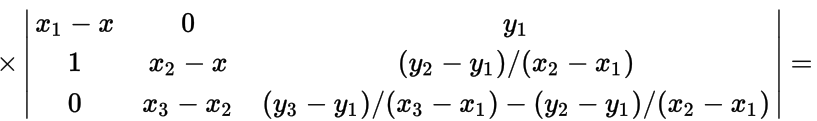 x₁ − x 0 y₁
× 1 x₂ − x (y₂ − y₁)/(x₂ − x₁) =
0 x₃ − x₂ (y₃ − y₁)/(x₃ − x₁) − (y₂ − y₁)/(x₂ − x₁)